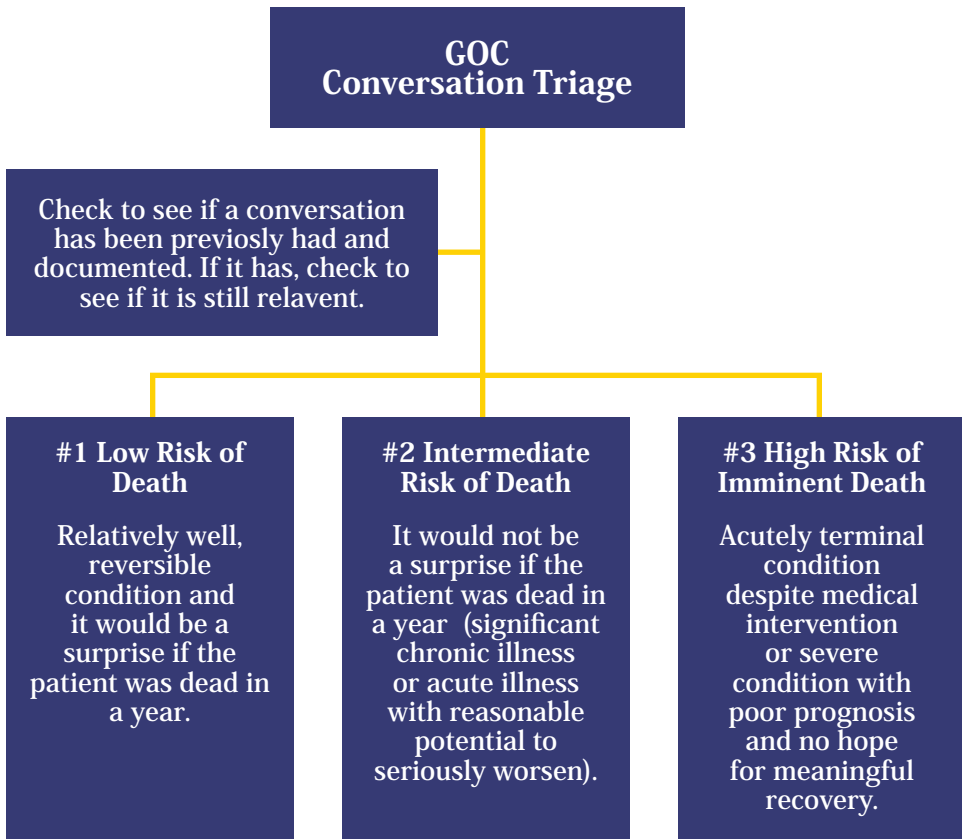 GOC
Conversation Triage
Check to see if a conversation
has been previosly had and
documented. If it has, check to
see if it is still relavent.
#1 Low Risk of
Death
Relatively well,
reversible
condition and
it would be a
surprise if the
patient was dead in
a year.
#2 Intermediate
Risk of Death
It would not be
a surprise if the
patient was dead in
a year (significant
chronic illness
or acute illness
with reasonable
potential to
seriously worsen).
#3 High Risk of
Imminent Death
Acutely terminal
condition
despite medical
intervention
or severe
condition with
poor prognosis
and no hope
for meaningful
recovery.